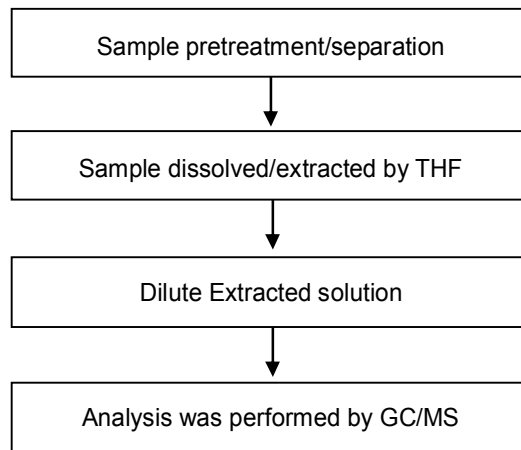 Sample pretreatment/separation
Sample dissolved/extracted by THF
Dilute Extracted solution
Analysis was performed by GC/MS